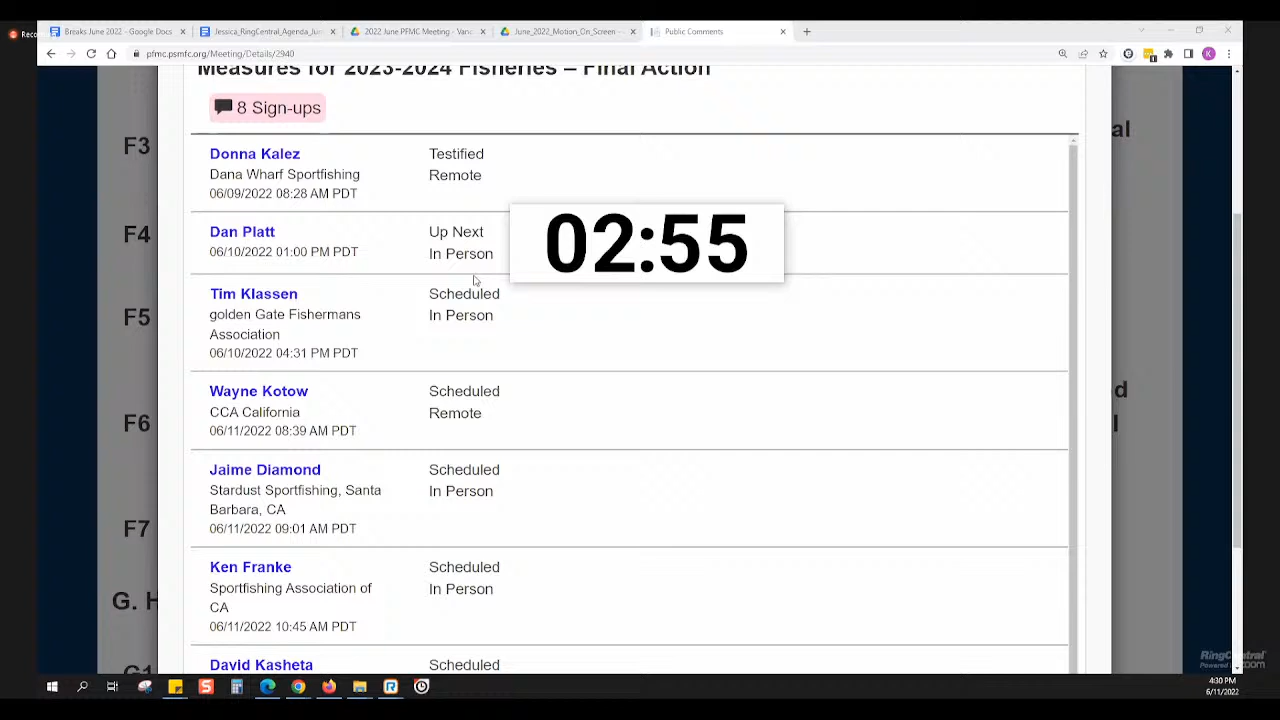 Reco
Breaks June 2022 - Google Docs
Jessica_RingCentral_Agenda_Ju
2022 June PFMC Meeting - Vanc
June_2022_Motion_On_Screen -
Public Comments
pfmc.psmfc.org/Meeting/Details/2940
K
Measures for 2023-2024 Fisheries – Final Action
8 Sign-ups
F3
al
Donna Kalez
Testified
Dana Wharf Sportfishing
Remote
06/09/2022 08:28 AM PDT
F4
Dan Platt
Up Next
06/10/2022 01:00 PM PDT
In Person
02:55
F5
Tim Klassen
Scheduled
golden Gate Fishermans
In Person
Association
06/10/2022 04:31 PM PDT
F6
d
l
Wayne Kotow
Scheduled
CCA California
Remote
06/11/2022 08:39 AM PDT
F7
Jaime Diamond
Scheduled
Stardust Sportfishing, Santa
In Person
Barbara, CA
06/11/2022 09:01 AM PDT
G. H
Ken Franke
Scheduled
Sportfishing Association of
In Person
CA
06/11/2022 10:45 AM PDT
G1
David Kasheta
Scheduled
RingCentral
Powered by zoom
4:30 PM
6/11/2022